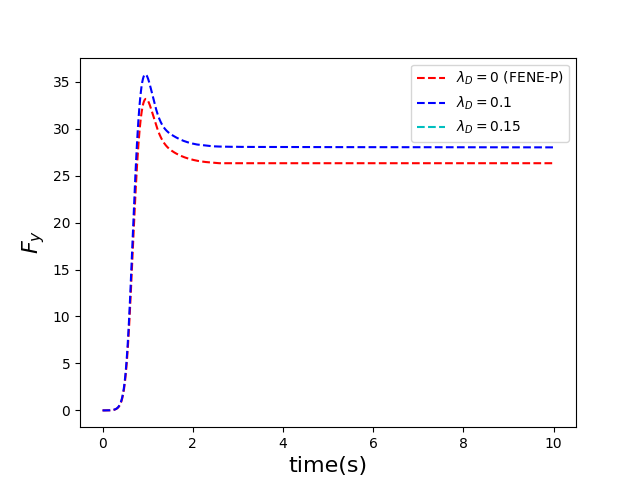 35
30
25
20
15
10
5
0
F_y
0 2 4 6 8 10
time(s)
λ_D = 0 (FENE-P)
λ_D = 0.1
λ_D = 0.15